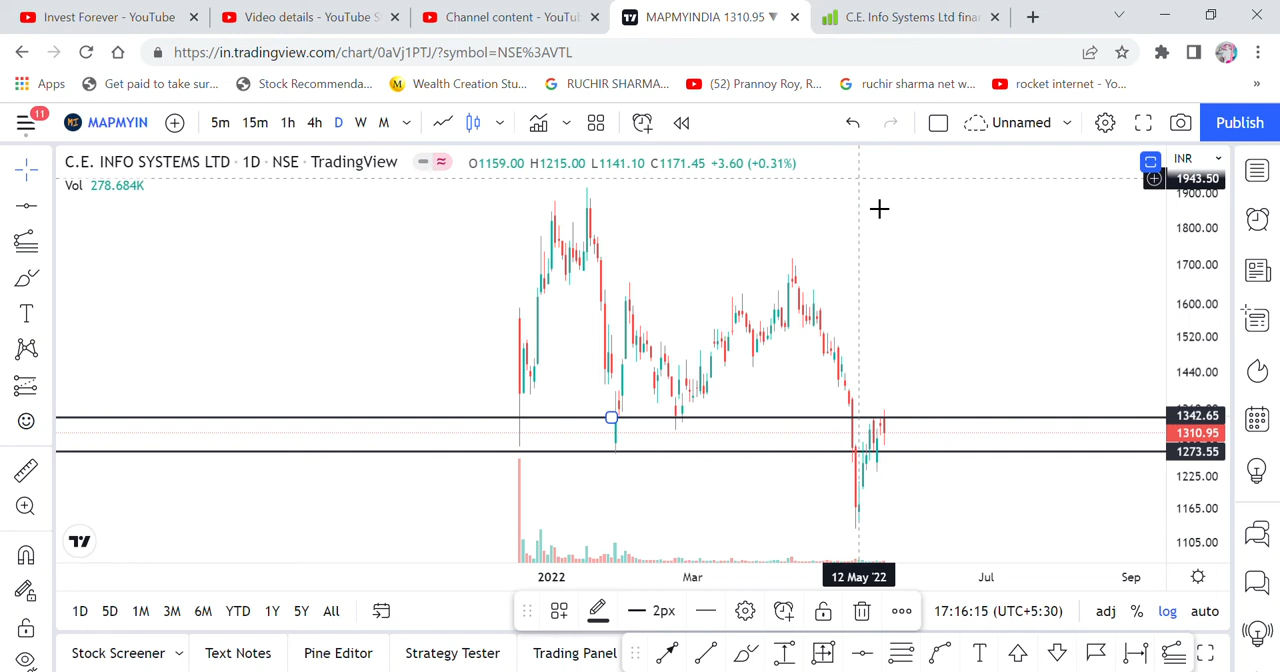 Invest Forever - YouTube
Video details - YouTube S
Channel content - YouTu
MAPMYINDIA 1310.95 ▼
C.E. Info Systems Ltd fina
https://in.tradingview.com/chart/0aVj1PTJ/?symbol=NSE%3AVTL
Apps
Get paid to take sur...
Stock Recommenda...
M
Wealth Creation Stu...
RUCHIR SHARMA...
(52) Prannoy Roy, R...
ruchir sharma net w...
rocket internet - Yo...
»
11
MI
MAPMYIN
5m 15m 1h 4h D W M
Unnamed
Publish
C.E. INFO SYSTEMS LTD · 1D · NSE · TradingView
O1159.00 H1215.00 L1141.10 C1171.45 +3.60 (+0.31%)
INR
Vol 278.684K
1943.50
1900.00
1800.00
1700.00
1600.00
1520.00
1440.00
1342.65
1310.95
1273.55
1225.00
1165.00
1105.00
2022
Mar
12 May '22
Jul
Sep
1D 5D 1M 3M 6M YTD 1Y 5Y All
2px
17:16:15 (UTC+5:30)
adj % log auto
Stock Screener
Text Notes
Pine Editor
Strategy Tester
Trading Panel